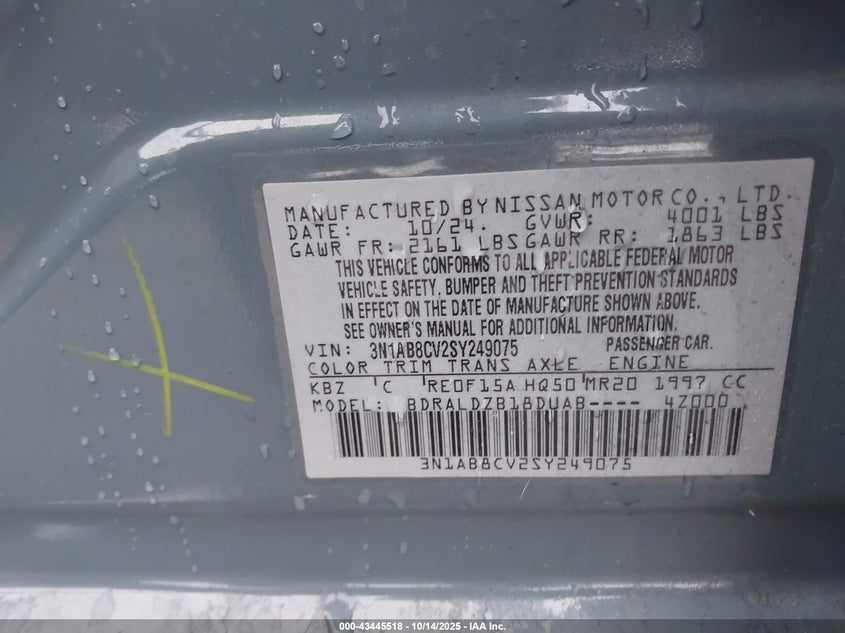 MANUFACTURED BY NISSAN MOTOR CO., LTD.
DATE: 10/24. GVWR: 4001 LBS
GAWR FR: 2161 LBS GAWR RR: 1863 LBS
THIS VEHICLE CONFORMS TO ALL APPLICABLE FEDERAL MOTOR
VEHICLE SAFETY, BUMPER AND THEFT PREVENTION STANDARDS
IN EFFECT ON THE DATE OF MANUFACTURE SHOWN ABOVE.
SEE OWNER'S MANUAL FOR ADDITIONAL INFORMATION.
VIN: 3N1AB8CV2SY249075 PASSENGER CAR.
COLOR TRIM TRANS AXLE ENGINE
KBZ C RE0F15A HQ50 MR20 1997 CC
MODEL: BDRALDZB18DUAB---- 4Z000
3N1AB8CV2SY249075
000-43445518 - 10/14/2025 - IAA Inc.